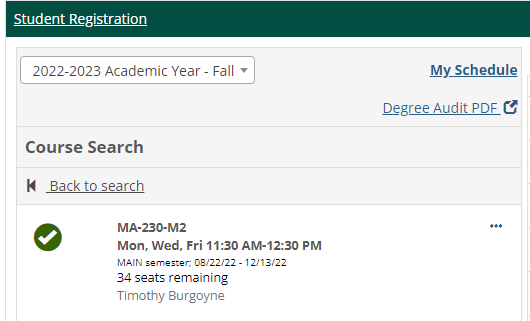 Student Registration
2022-2023 Academic Year - Fall
My Schedule
Degree Audit PDF
Course Search
Back to search
MA-230-M2
Mon, Wed, Fri 11:30 AM-12:30 PM
MAIN semester; 08/22/22 - 12/13/22
34 seats remaining
Timothy Burgoyne